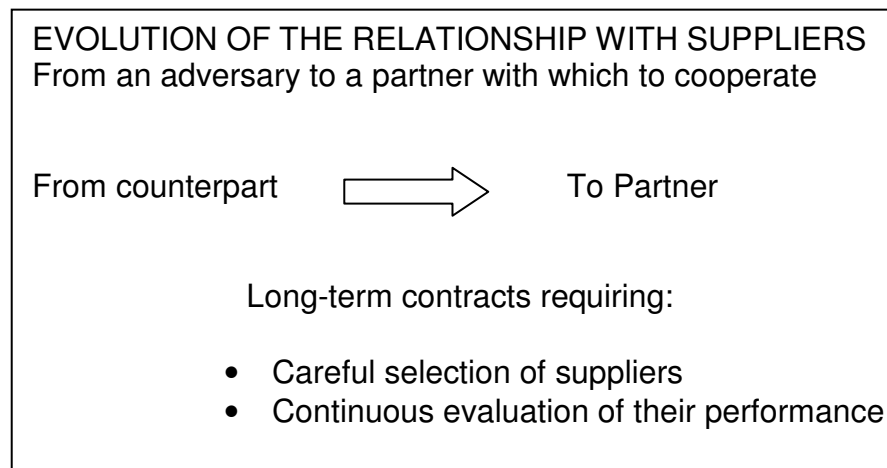 EVOLUTION OF THE RELATIONSHIP WITH SUPPLIERS
From an adversary to a partner with which to cooperate
From counterpart To Partner
Long-term contracts requiring:
• Careful selection of suppliers
• Continuous evaluation of their performance